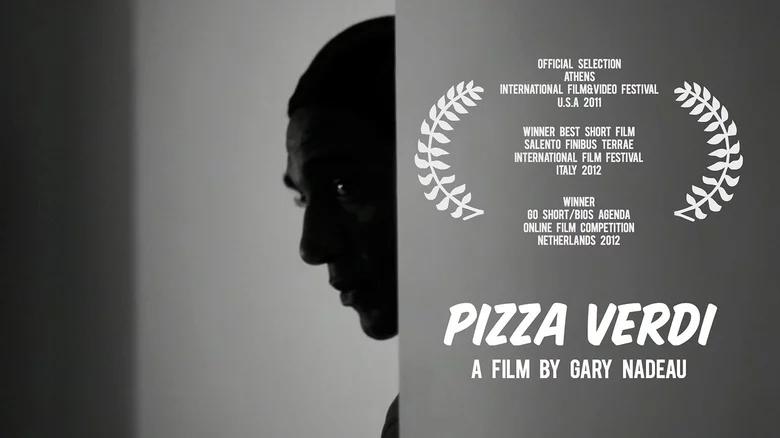 OFFICIAL SELECTION
ATHENS
INTERNATIONAL FILM&VIDEO FESTIVAL
U.S.A 2011
WINNER BEST SHORT FILM
SALENTO FINIBUS TERRAE
INTERNATIONAL FILM FESTIVAL
ITALY 2012
WINNER
GO SHORT/BIOS AGENDA
ONLINE FILM COMPETITION
NETHERLANDS 2012
PIZZA VERDI
A FILM BY GARY NADEAU